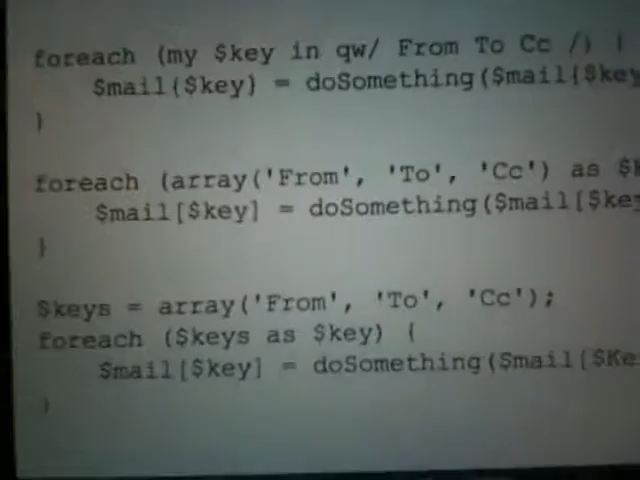 foreach (my $key in qw/ From To Cc /) {
$mail{$key} = doSomething($mail{$key
}
foreach (array('From', 'To', 'Cc') as $k
$mail[$key] = doSomething($mail[$key
}
$keys = array('From', 'To', 'Cc');
foreach ($keys as $key) {
$mail[$key] = doSomething($mail[$Ke
}